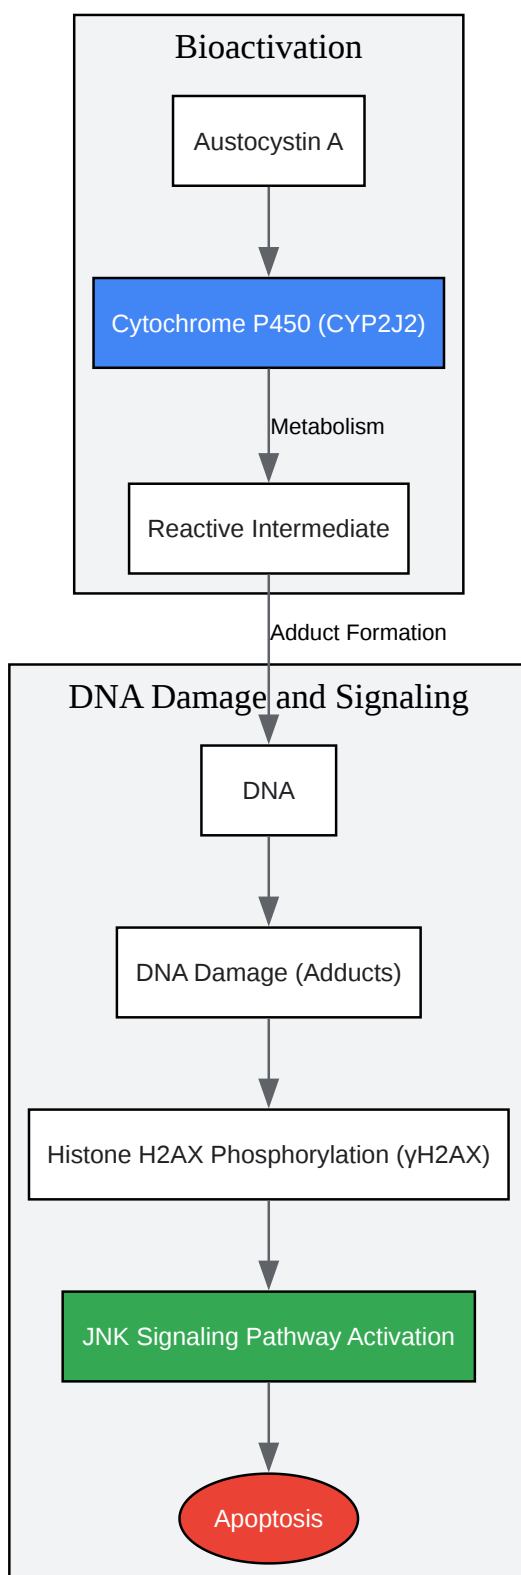 Bioactivation
Austocystin A
Cytochrome P450 (CYP2J2)
Metabolism
Reactive Intermediate
Adduct Formation
DNA Damage and Signaling
DNA
DNA Damage (Adducts)
Histone H2AX Phosphorylation (γH2AX)
JNK Signaling Pathway Activation
Apoptosis